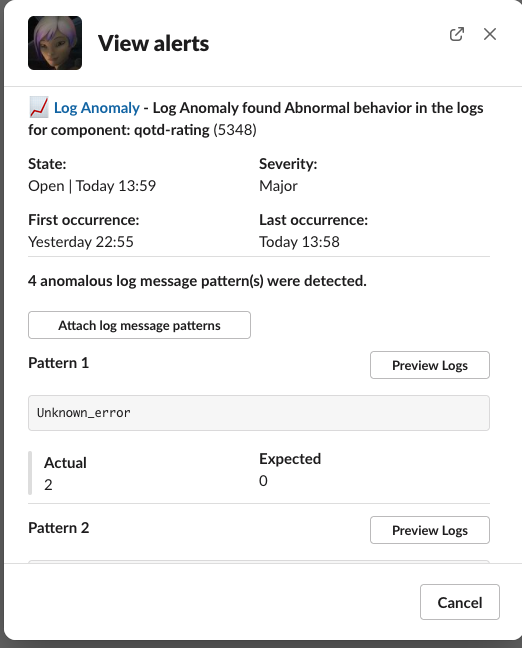 View alerts
Log Anomaly - Log Anomaly found Abnormal behavior in the logs
for component: qotd-rating (5348)
State:
Severity:
Open | Today 13:59
Major
First occurrence:
Last occurrence:
Yesterday 22:55
Today 13:58
4 anomalous log message pattern(s) were detected.
Attach log message patterns
Pattern 1
Preview Logs
Unknown_error
Actual
Expected
2
0
Pattern 2
Preview Logs
Cancel